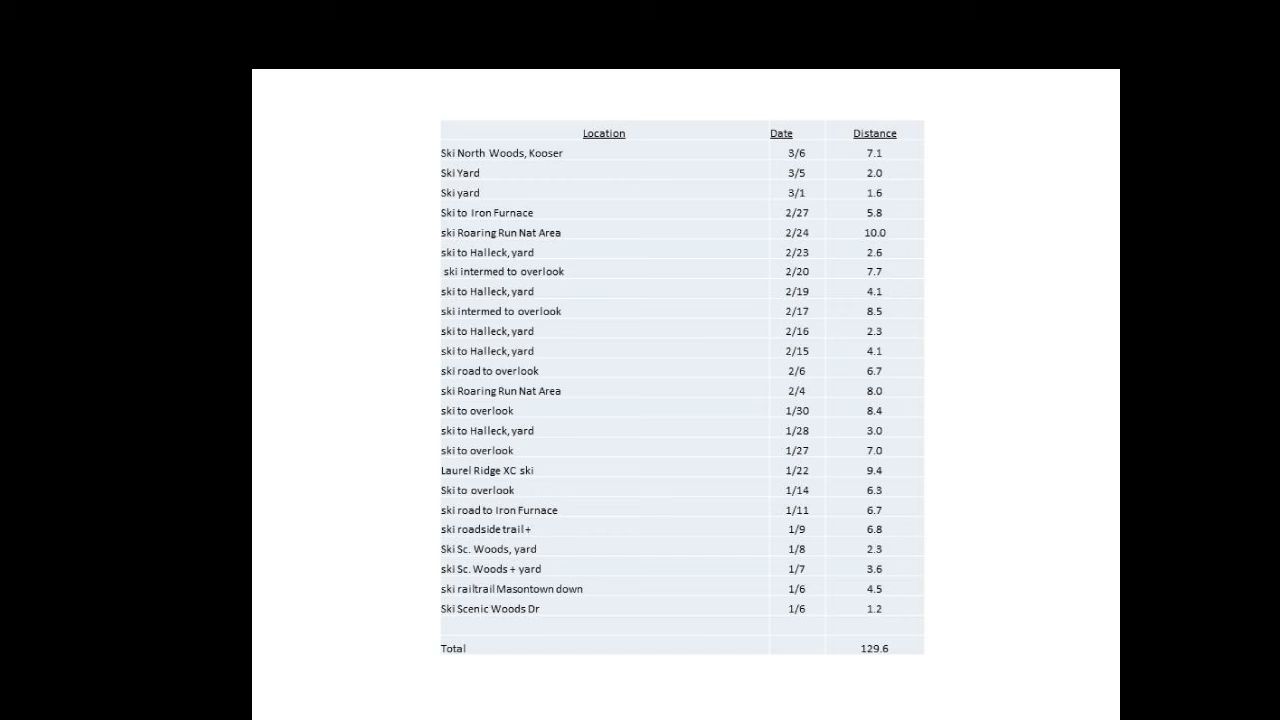 Location Date Distance
Ski North Woods, Kooser 3/6 7.1
Ski Yard 3/5 2.0
Ski yard 3/1 1.6
Ski to Iron Furnace 2/27 5.8
ski Roaring Run Nat Area 2/24 10.0
ski to Halleck, yard 2/23 2.6
ski intermed to overlook 2/20 7.7
ski to Halleck, yard 2/19 4.1
ski intermed to overlook 2/17 8.5
ski to Halleck, yard 2/16 2.3
ski to Halleck, yard 2/15 4.1
ski road to overlook 2/6 6.7
ski Roaring Run Nat Area 2/4 8.0
ski to overlook 1/30 8.4
ski to Halleck, yard 1/28 3.0
ski to overlook 1/27 7.0
Laurel Ridge XC ski 1/22 9.4
Ski to overlook 1/14 6.3
ski road to Iron Furnace 1/11 6.7
ski roadside trail + 1/9 6.8
Ski Sc. Woods, yard 1/8 2.3
ski Sc. Woods + yard 1/7 3.6
ski railtrail Masontown down 1/6 4.5
Ski Scenic Woods Dr 1/6 1.2
Total 129.6